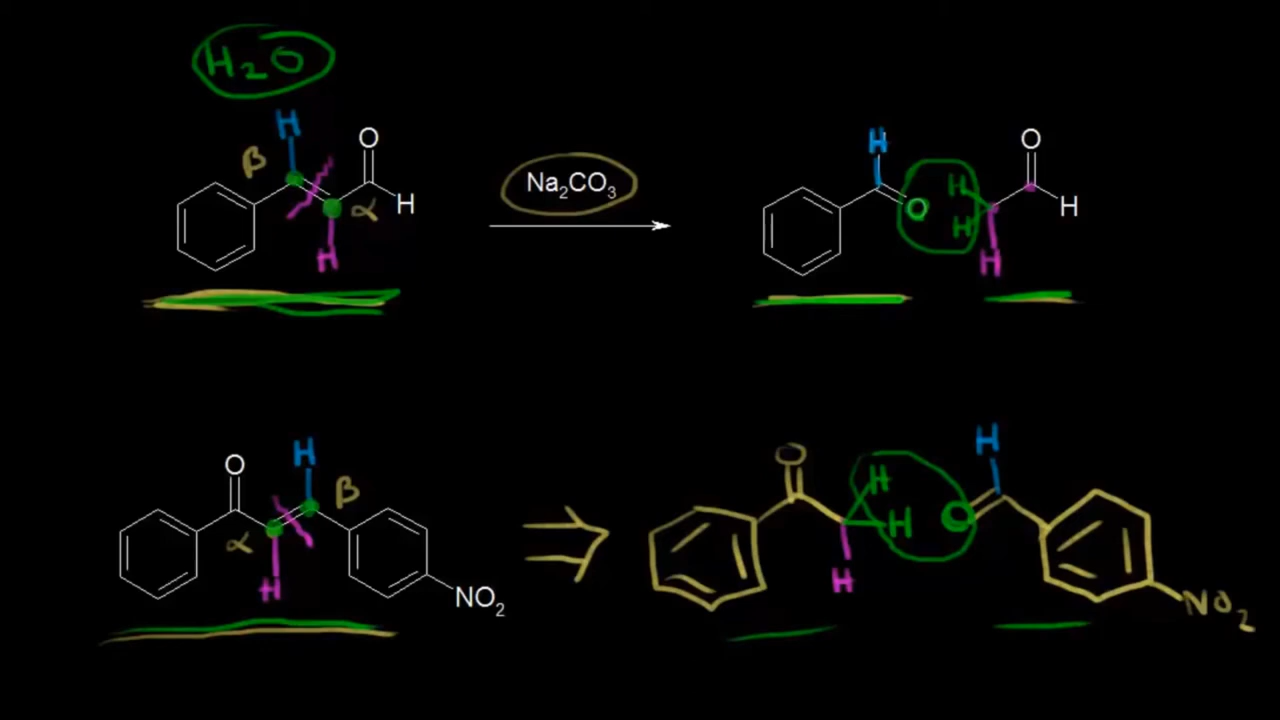 H2O
H O H
β Na2CO3 O H
α H O H H
H H
H H
H O H
O β H
α H O
H H
NO2 NO2